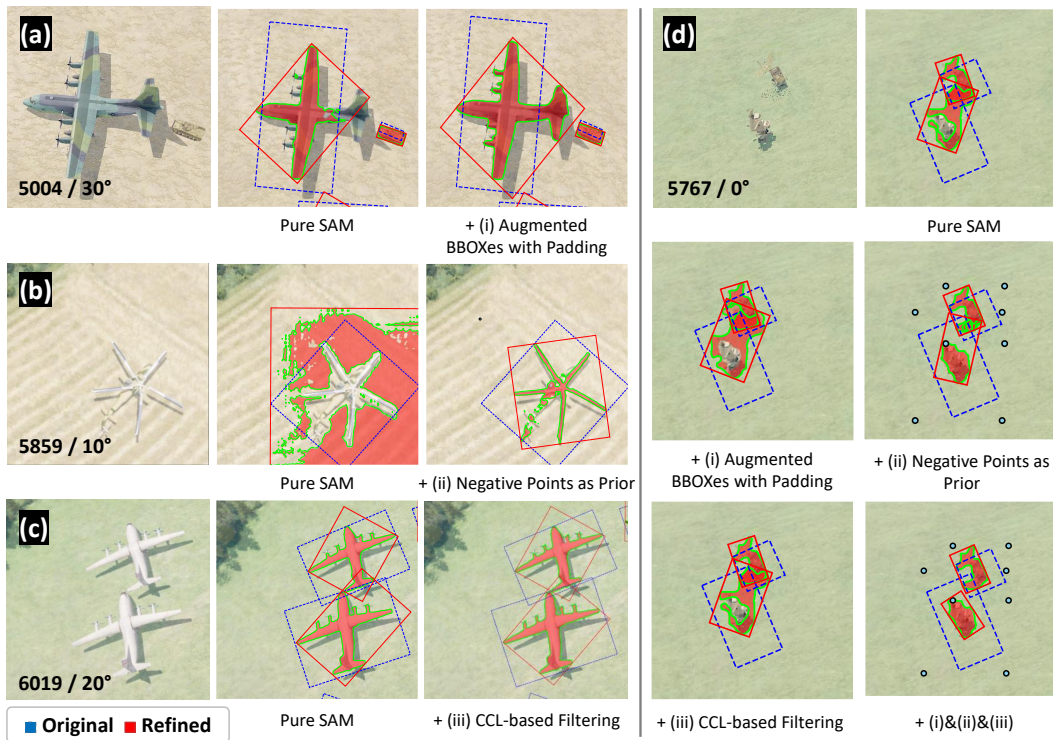 (a)
5004 / 30°
Pure SAM
+ (i) Augmented
BBOXes with Padding
(b)
5859 / 10°
Pure SAM
+ (ii) Negative Points as Prior
(c)
6019 / 20°
Pure SAM
+ (iii) CCL-based Filtering
Original
Refined
(d)
5767 / 0°
Pure SAM
+ (i) Augmented
BBOXes with Padding
+ (ii) Negative Points as
Prior
+ (iii) CCL-based Filtering
+ (i)&(ii)&(iii)